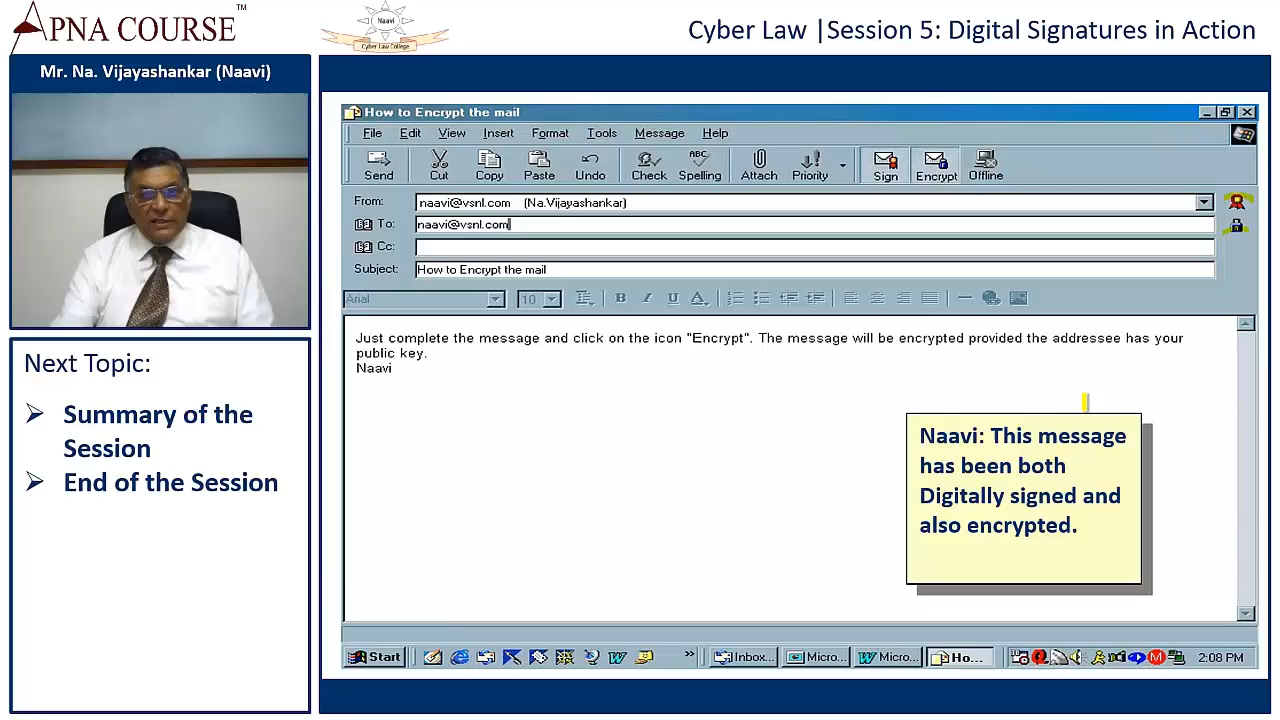 APNA COURSE™
Naavi
Cyber Law College
Cyber Law |Session 5: Digital Signatures in Action
Mr. Na. Vijayashankar (Naavi)
How to Encrypt the mail
File Edit View Insert Format Tools Message Help
Send Cut Copy Paste Undo Check Spelling Attach Priority Sign Encrypt Offline
ABC
From: naavi@vsnl.com (Na.Vijayashankar)
To: naavi@vsnl.com
Cc:
Subject: How to Encrypt the mail
Arial 10 B I U A
Just complete the message and click on the icon "Encrypt". The message will be encrypted provided the addressee has your
public key.
Naavi
Naavi: This message
has been both
Digitally signed and
also encrypted.
Next Topic:
Summary of the
Session
End of the Session
Start Inbox... Micro... Micro... Ho... 2:08 PM